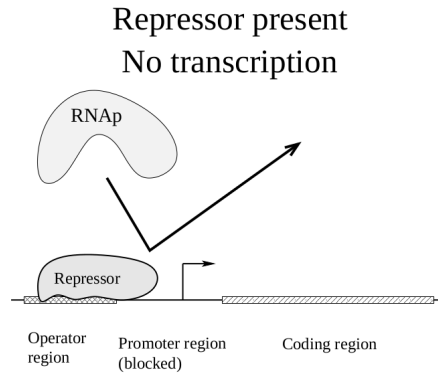 Repressor present
No transcription
RNAp
Repressor
Operator
region
Promoter region
(blocked)
Coding region